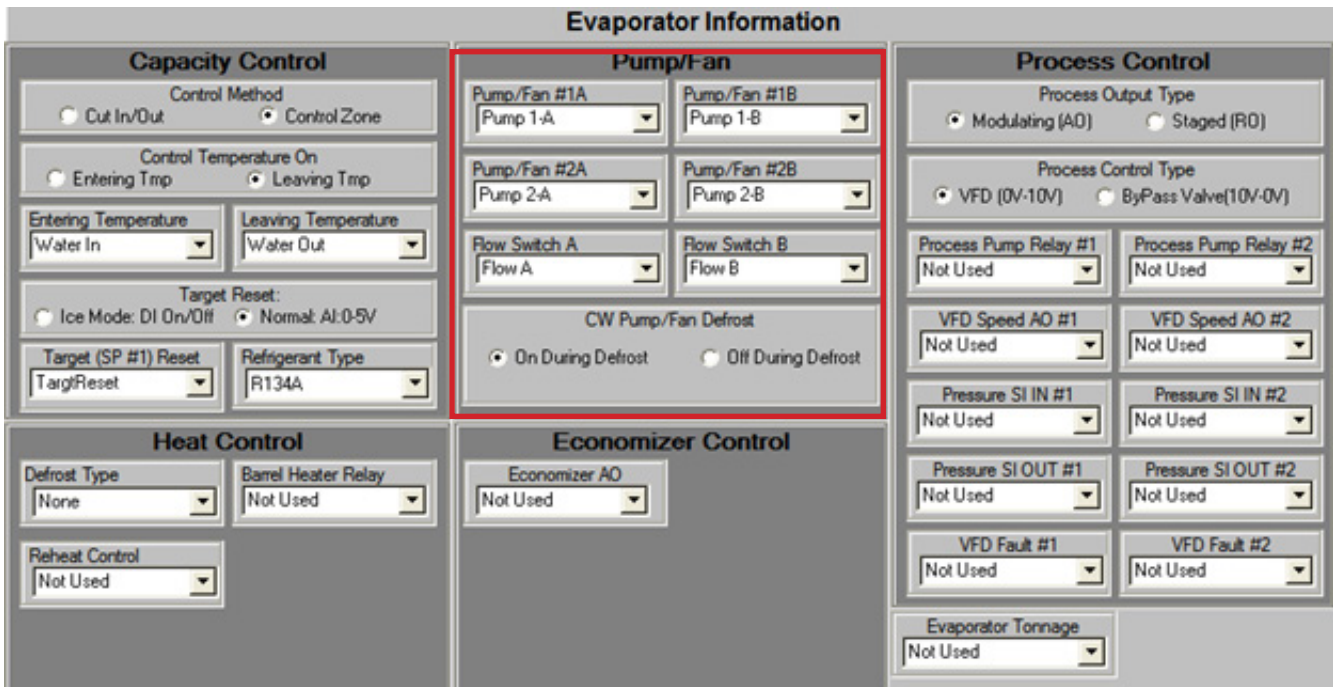 Evaporator Information
Capacity Control
Control Method
Cut In/Out Control Zone
Control Temperature On
Entering Tmp Leaving Tmp
Entering Temperature Leaving Temperature
Water In Water Out
Target Reset:
Ice Mode: DI On/Off Normal: AI:0-5V
Target (SP #1) Reset Refrigerant Type
TargtReset R134A
Pump/Fan
Pump/Fan #1A Pump/Fan #1B
Pump 1-A Pump 1-B
Pump/Fan #2A Pump/Fan #2B
Pump 2-A Pump 2-B
Flow Switch A Flow Switch B
Flow A Flow B
CW Pump/Fan Defrost
On During Defrost Off During Defrost
Process Control
Process Output Type
Modulating (AO) Staged (RO)
Process Control Type
VFD (0V-10V) ByPass Valve(10V-0V)
Process Pump Relay #1 Process Pump Relay #2
Not Used Not Used
VFD Speed AO #1 VFD Speed AO #2
Not Used Not Used
Pressure SI IN #1 Pressure SI IN #2
Not Used Not Used
Pressure SI OUT #1 Pressure SI OUT #2
Not Used Not Used
VFD Fault #1 VFD Fault #2
Not Used Not Used
Heat Control
Defrost Type Barrel Heater Relay
None Not Used
Reheat Control
Not Used
Economizer Control
Economizer AO
Not Used
Evaporator Tonnage
Not Used